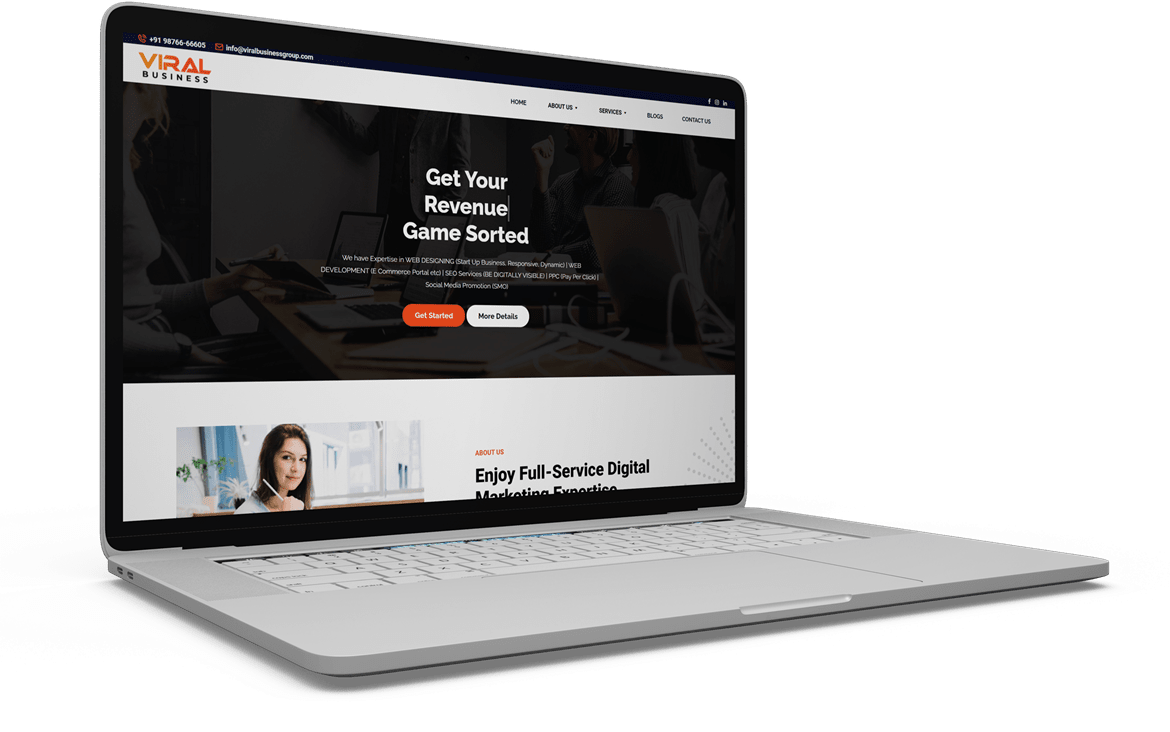 +91 98766-66605 info@viralbusinessgroup.com
VIRAL
BUSINESS
HOME ABOUT US SERVICES BLOGS CONTACT US
Get Your
Revenue
Game Sorted
We have Expertise in WEB DESIGNING (Start Up Business, Responsive, Dynamic) | WEB
DEVELOPMENT (E Commerce Portal etc) | SEO Services (BE DIGITALLY VISIBLE) | PPC (Pay Per Click) |
Social Media Promotion (SMO)
Get Started More Details
ABOUT US
Enjoy Full-Service Digital
Marketing Expertise